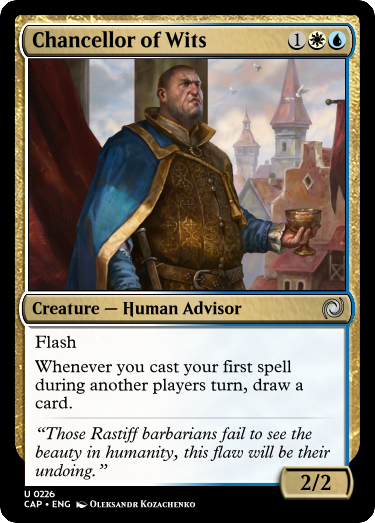 Chancellor of Wits 1
Creature — Human Advisor
Flash
Whenever you cast your first spell
during another players turn, draw a
card.
“Those Rastiff barbarians fail to see the
beauty in humanity, this flaw will be their
undoing.”
2/2
U 0226
CAP • ENG Oleksandr Kozachenko